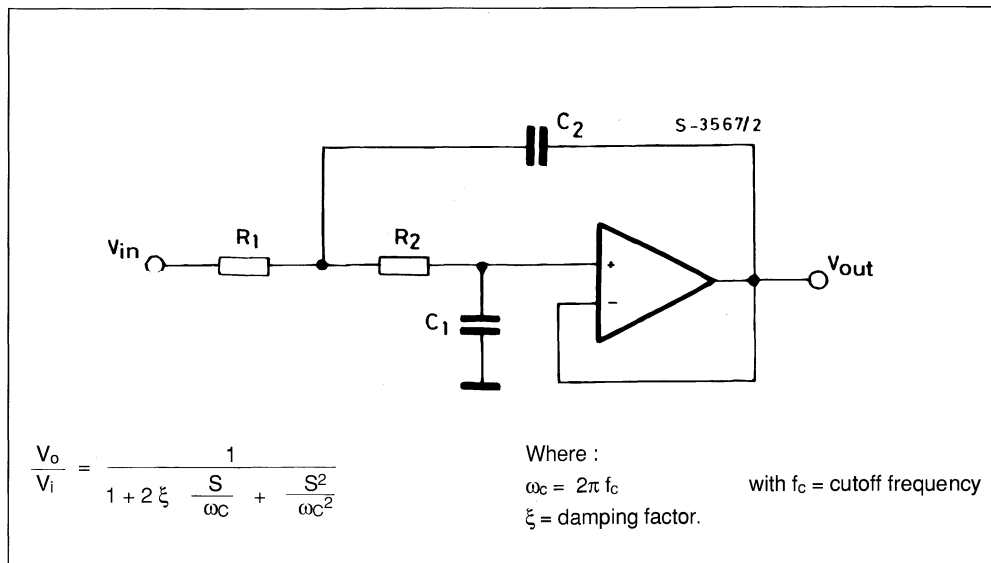 C2
S-3567/2
Vin
R1
R2
+
Vout
−
C1
Vo
Vi
=
1
1 + 2 ξ S/ωC + S²/ωC²
Where :
ωc = 2π fc with fc = cutoff frequency
ξ = damping factor.